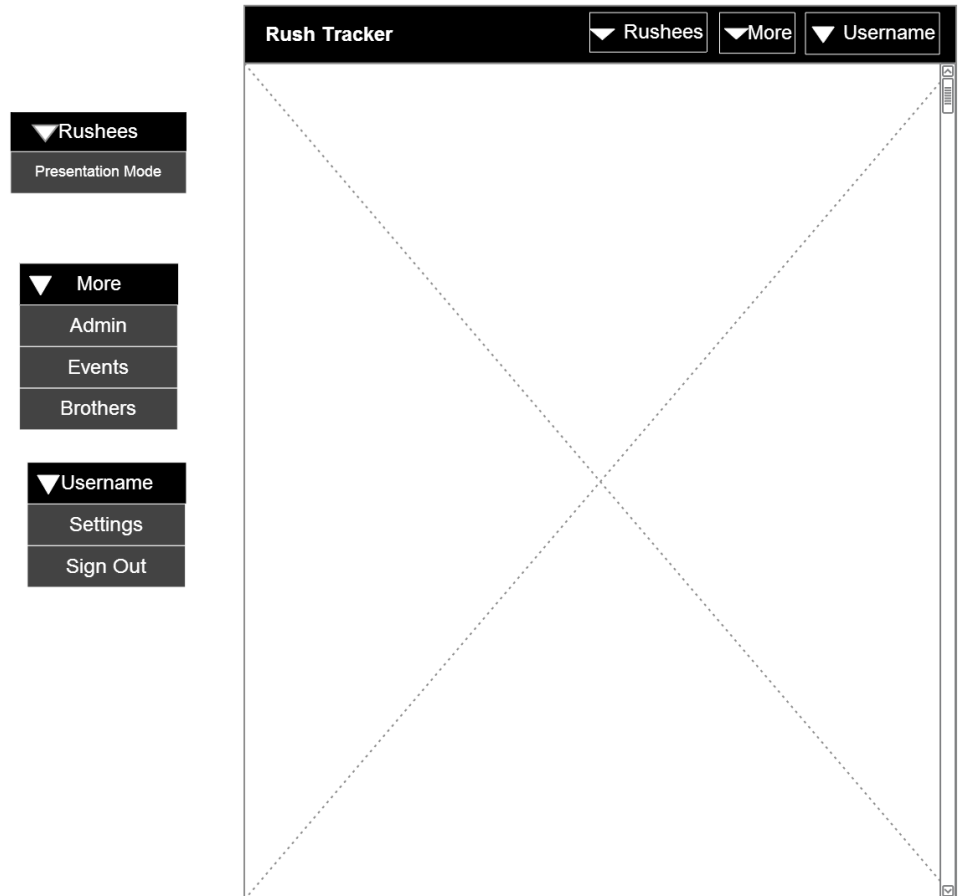 Rush Tracker
Rushees
More
Username
Rushees
Presentation Mode
More
Admin
Events
Brothers
Username
Settings
Sign Out